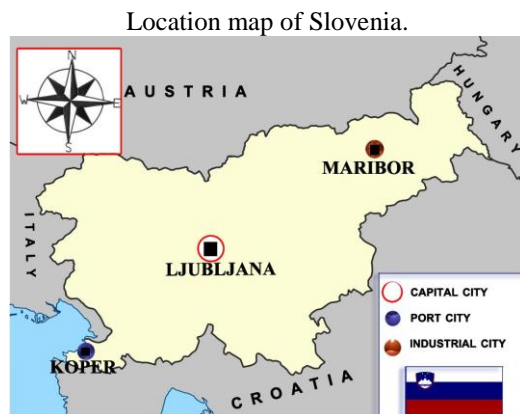 Location map of Slovenia.
N
W
E
S
AUSTRIA
HUNGARY
MARIBOR
ITALY
LJUBLJANA
CAPITAL CITY
PORT CITY
INDUSTRIAL CITY
KOPER
CROATIA